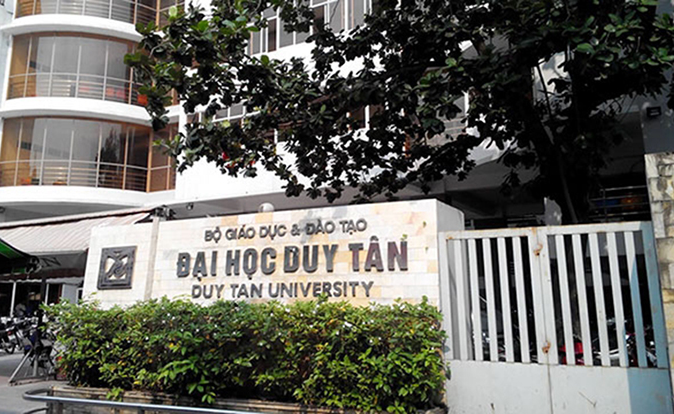 BỘ GIÁO DỤC & ĐÀO TẠO
ĐẠI HỌC DUY TÂN
DUY TAN UNIVERSITY